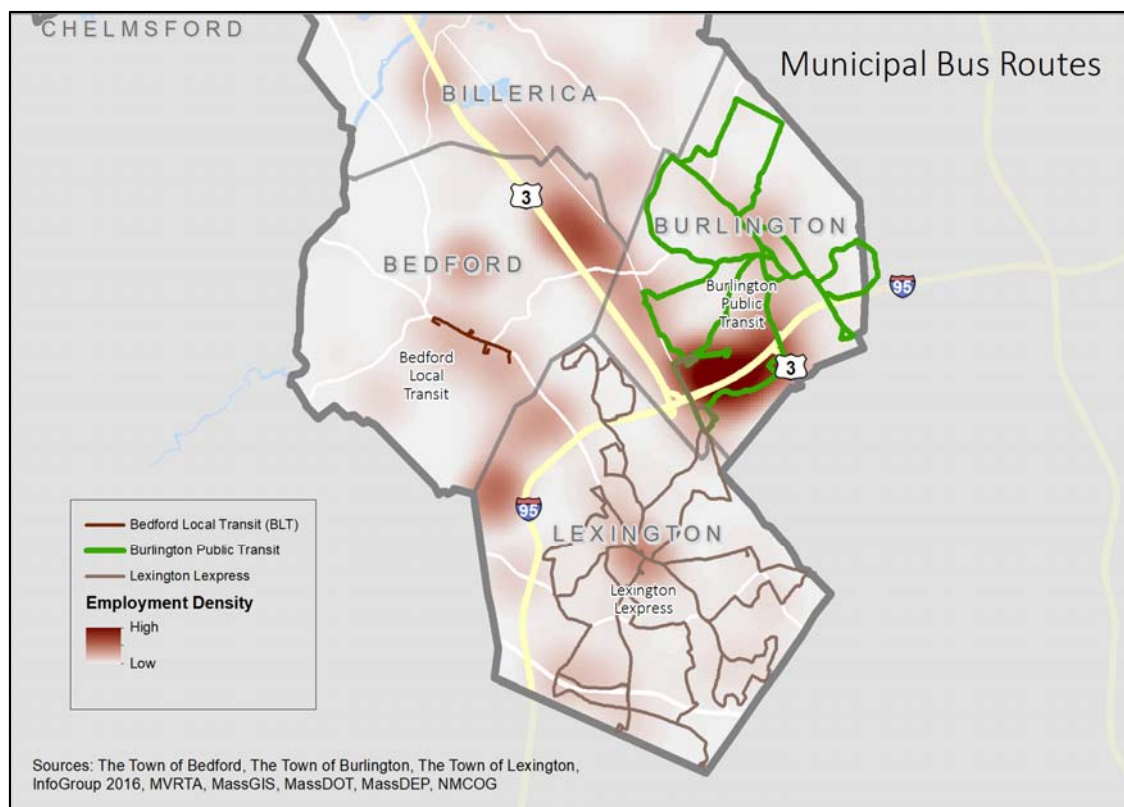 CHELMSFORD
Municipal Bus Routes
BILLERICA
3
BURLINGTON
BEDFORD
95
Burlington
Public
Transit
Bedford
Local
Transit
3
95
LEXINGTON
Lexington
Lexpress
Bedford Local Transit (BLT)
Burlington Public Transit
Lexington Lexpress
Employment Density
High
Low
Sources: The Town of Bedford, The Town of Burlington, The Town of Lexington,
InfoGroup 2016, MVRTA, MassGIS, MassDOT, MassDEP, NMCOG